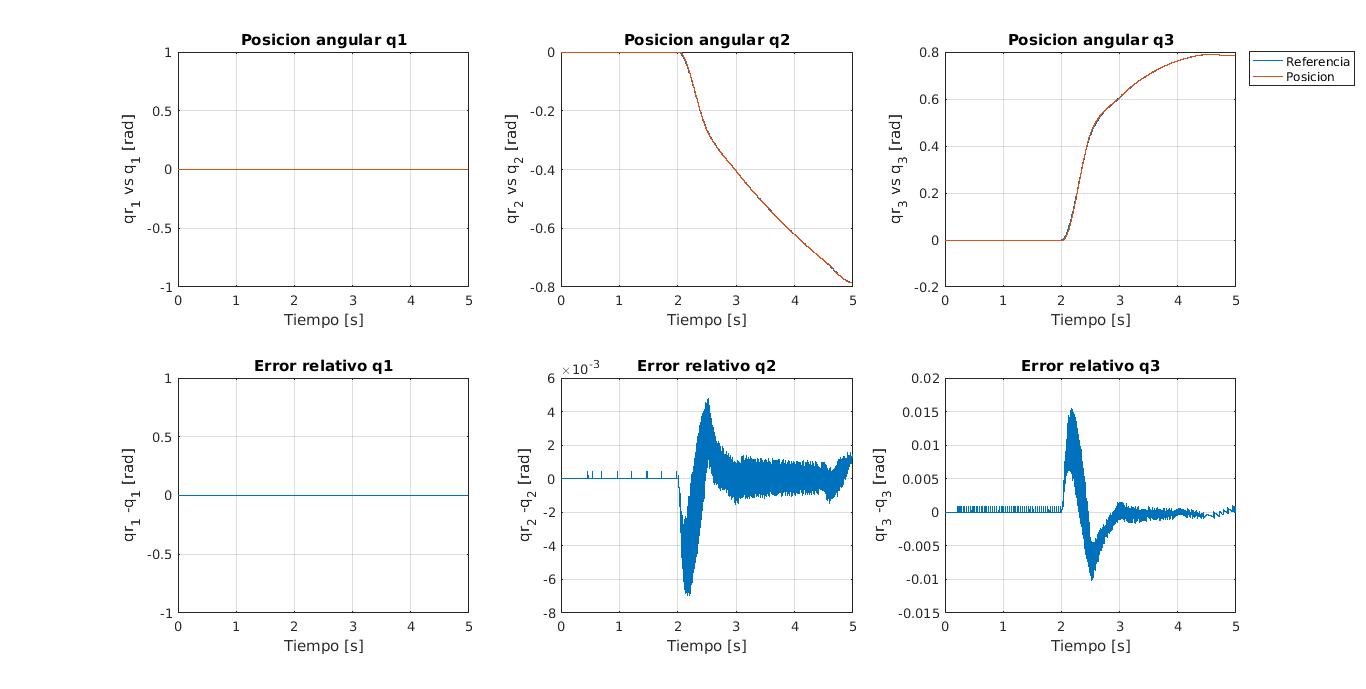 Posicion angular q1
1
0.5
0
-0.5
-1
0 1 2 3 4 5
qr1 vs q1 [rad]
Tiempo [s]
Posicion angular q2
0
-0.2
-0.4
-0.6
-0.8
0 1 2 3 4 5
qr2 vs q2 [rad]
Tiempo [s]
Posicion angular q3
0.8
0.6
0.4
0.2
0
-0.2
0 1 2 3 4 5
qr3 vs q3 [rad]
Tiempo [s]
Referencia
Posicion
Error relativo q1
1
0.5
0
-0.5
-1
0 1 2 3 4 5
qr1 -q1 [rad]
Tiempo [s]
×10-3
Error relativo q2
6
4
2
0
-2
-4
-6
-8
0 1 2 3 4 5
qr2 -q2 [rad]
Tiempo [s]
Error relativo q3
0.02
0.015
0.01
0.005
0
-0.005
-0.01
-0.015
0 1 2 3 4 5
qr3 -q3 [rad]
Tiempo [s]